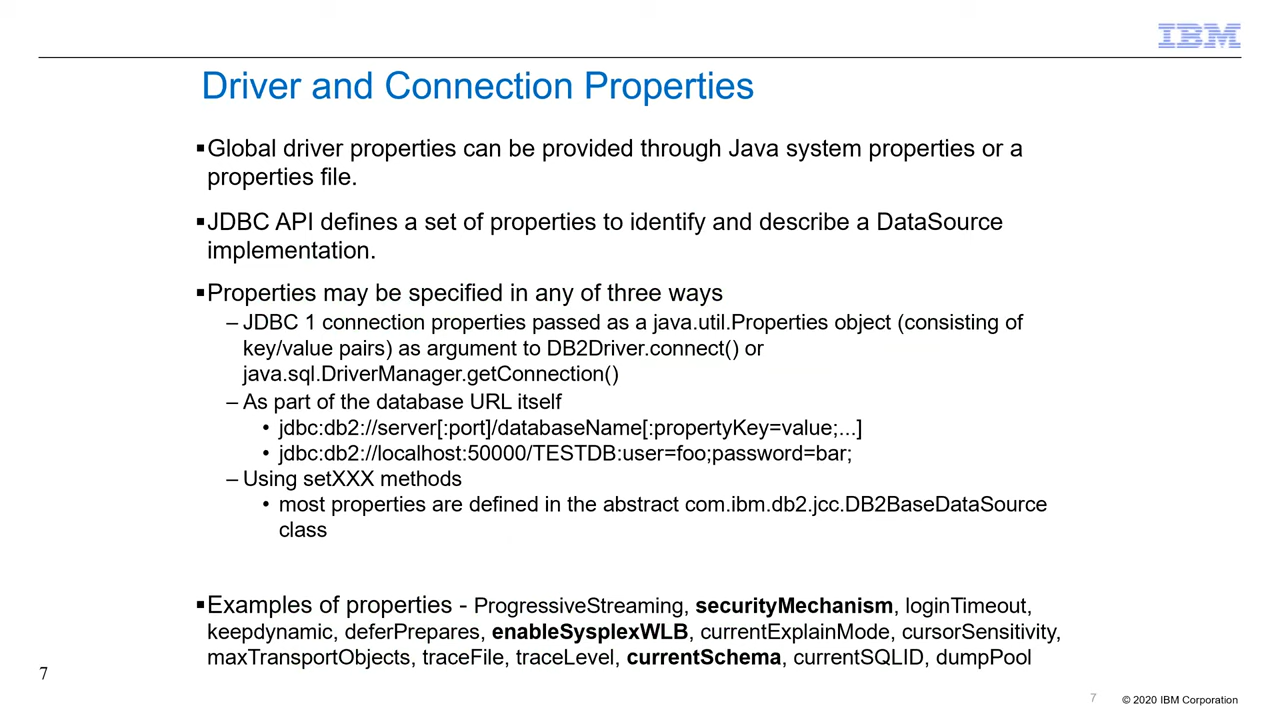 IBM
Driver and Connection Properties
▪Global driver properties can be provided through Java system properties or a
properties file.
▪JDBC API defines a set of properties to identify and describe a DataSource
implementation.
▪Properties may be specified in any of three ways
– JDBC 1 connection properties passed as a java.util.Properties object (consisting of
key/value pairs) as argument to DB2Driver.connect() or
java.sql.DriverManager.getConnection()
– As part of the database URL itself
• jdbc:db2://server[:port]/databaseName[:propertyKey=value;...]
• jdbc:db2://localhost:50000/TESTDB:user=foo;password=bar;
– Using setXXX methods
• most properties are defined in the abstract com.ibm.db2.jcc.DB2BaseDataSource
class
▪Examples of properties - ProgressiveStreaming, securityMechanism, loginTimeout,
keepdynamic, deferPrepares, enableSysplexWLB, currentExplainMode, cursorSensitivity,
maxTransportObjects, traceFile, traceLevel, currentSchema, currentSQLID, dumpPool
7
7 © 2020 IBM Corporation